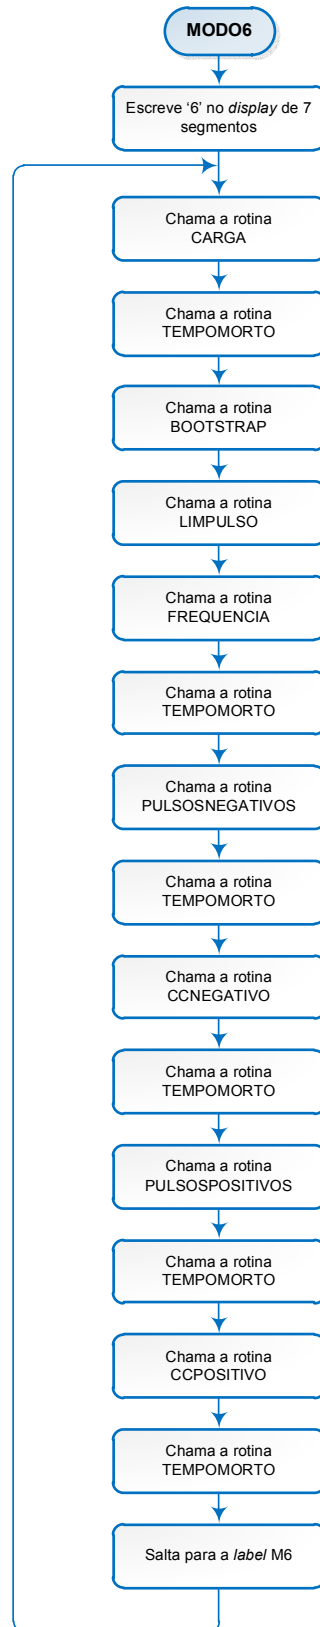 MODO6
Escreve ‘6’ no display de 7
segmentos
Chama a rotina
CARGA
Chama a rotina
TEMPOMORTO
Chama a rotina
BOOTSTRAP
Chama a rotina
LIMPULSO
Chama a rotina
FREQUENCIA
Chama a rotina
TEMPOMORTO
Chama a rotina
PULSOSNEGATIVOS
Chama a rotina
TEMPOMORTO
Chama a rotina
CCNEGATIVO
Chama a rotina
TEMPOMORTO
Chama a rotina
PULSOSPOSITIVOS
Chama a rotina
TEMPOMORTO
Chama a rotina
CCPOSITIVO
Chama a rotina
TEMPOMORTO
Salta para a label M6